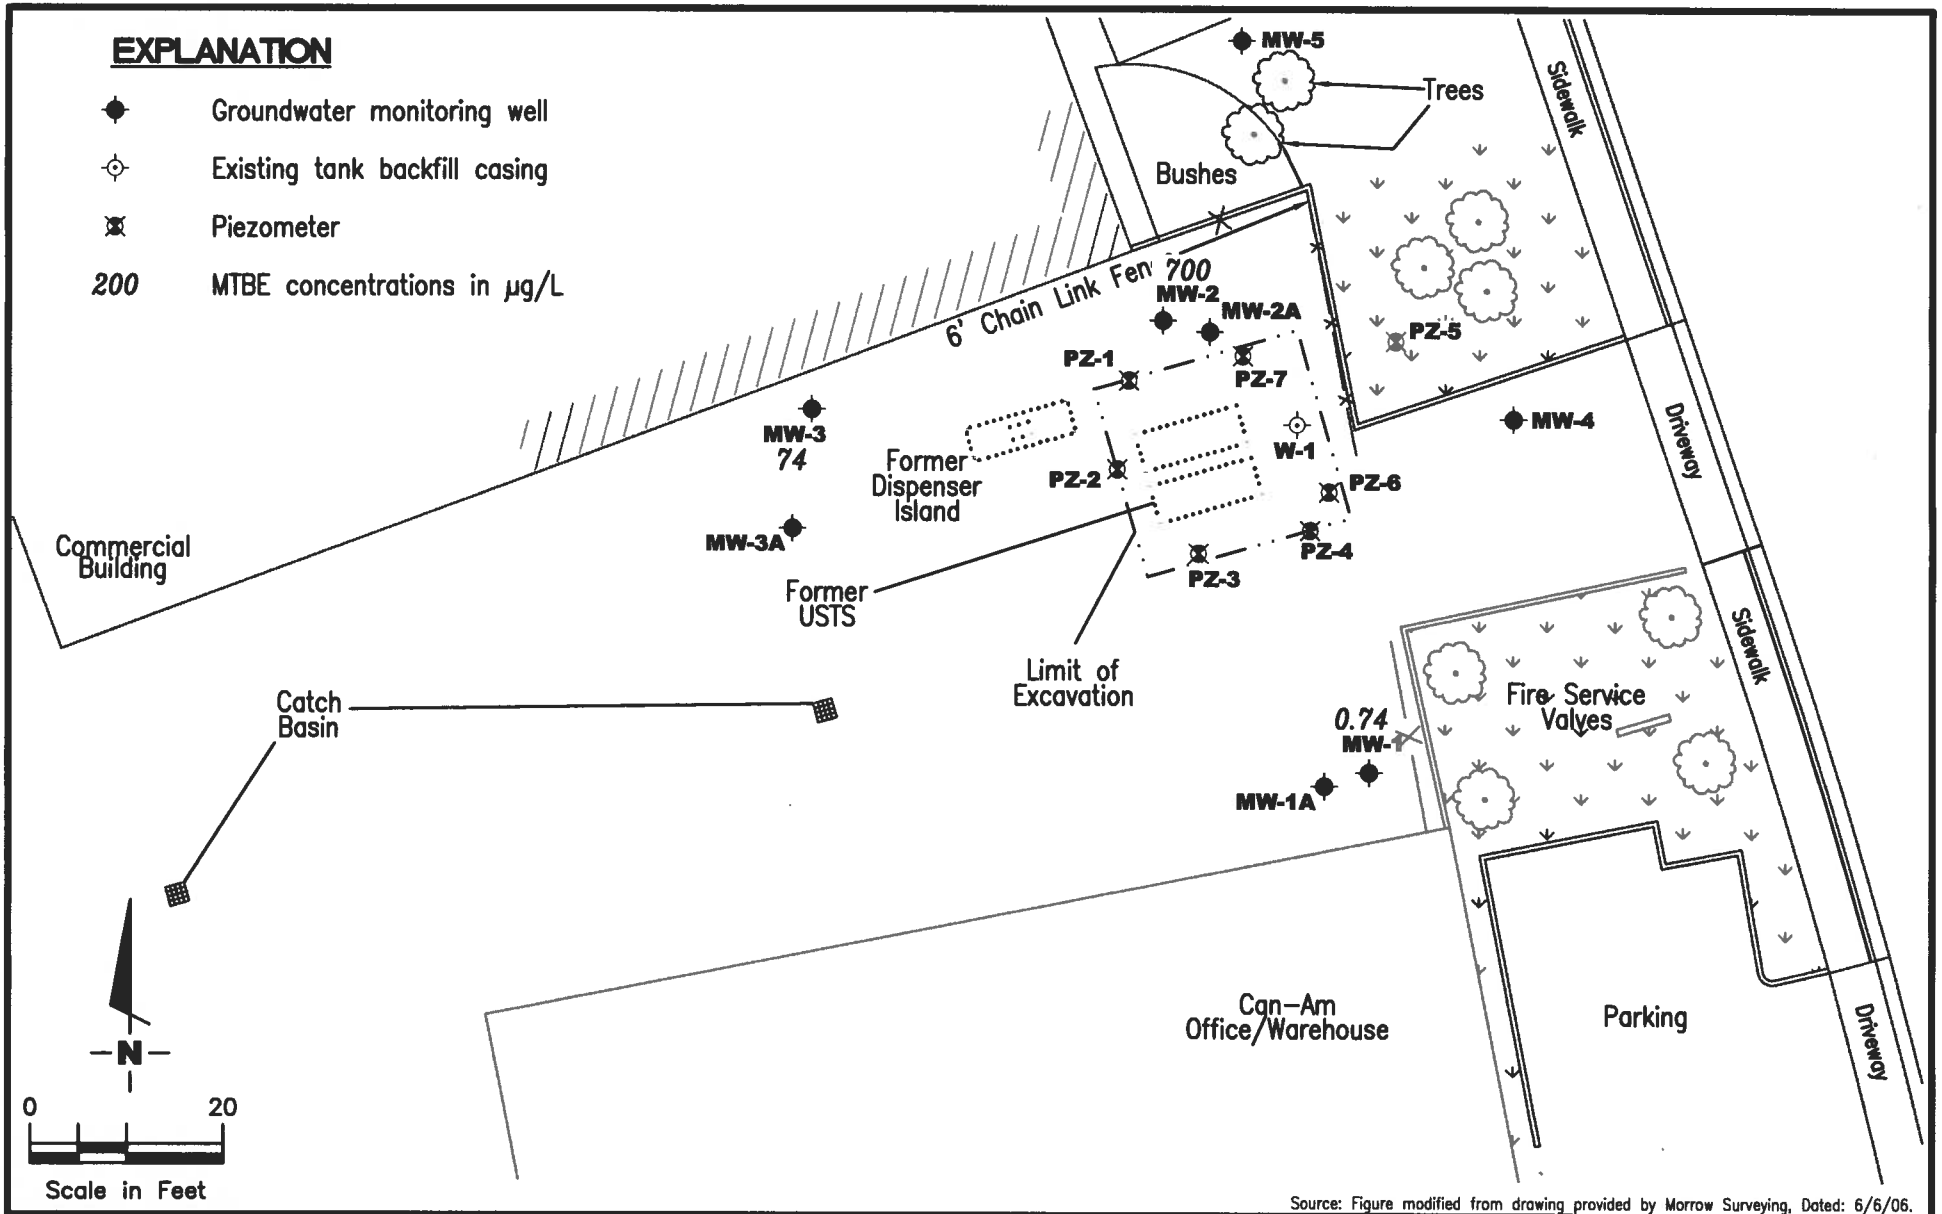 EXPLANATION
Groundwater monitoring well
Existing tank backfill casing
Piezometer
200 MTBE concentrations in µg/L
MW-5
Trees
Sidewalk
Bushes
6' Chain Link Fen
700
MW-2
MW-2A
PZ-5
PZ-1
PZ-7
MW-3
74
MW-4
Driveway
W-1
Former
Dispenser
Island
PZ-2
PZ-6
MW-3A
PZ-4
PZ-3
Commercial
Building
Former
USTS
Limit of
Excavation
Sidewalk
Fire Service
Valves
Catch
Basin
0.74
MW-1
MW-1A
Can-Am
Office/Warehouse
Parking
Driveway
N
0 20
Scale in Feet
Source: Figure modified from drawing provided by Morrow Surveying, Dated: 6/6/06.